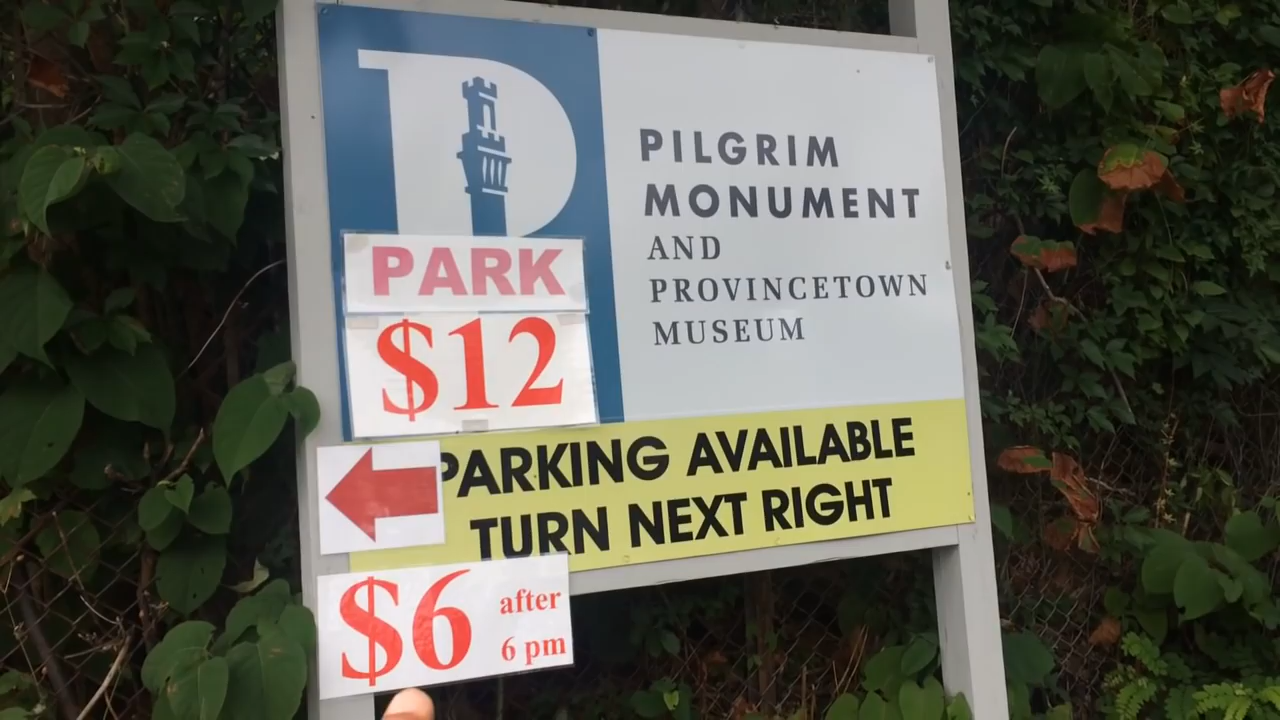 PILGRIM
MONUMENT
AND
PROVINCETOWN
MUSEUM
PARK
$12
PARKING AVAILABLE
TURN NEXT RIGHT
$6 after
6 pm